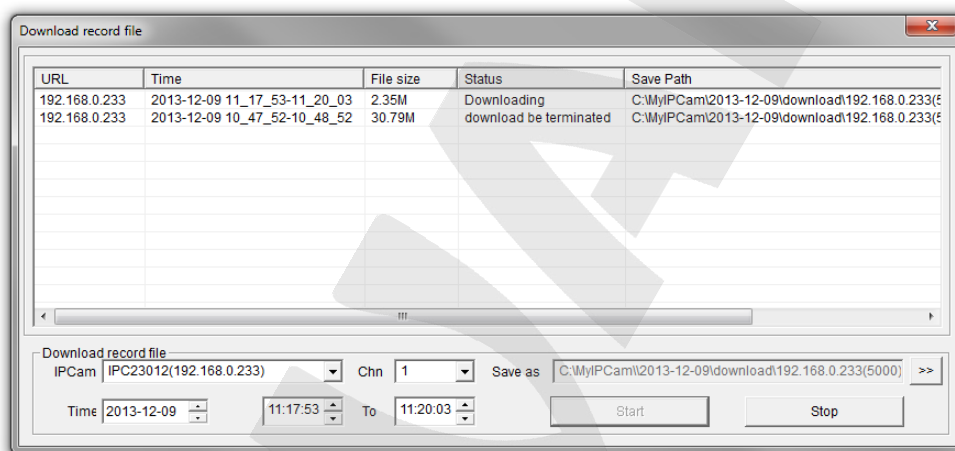 Download record file
URL Time File size Status Save Path
192.168.0.233 2013-12-09 11_17_53-11_20_03 2.35M Downloading C:\MyIPCam\2013-12-09\download\192.168.0.233(5
192.168.0.233 2013-12-09 10_47_52-10_48_52 30.79M download be terminated C:\MyIPCam\2013-12-09\download\192.168.0.233(5
Download record file
IPCam IPC23012(192.168.0.233) Chn 1 Save as C:\MyIPCam\\2013-12-09\download\192.168.0.233(5000) >>
Time 2013-12-09 11:17:53 To 11:20:03 Start Stop